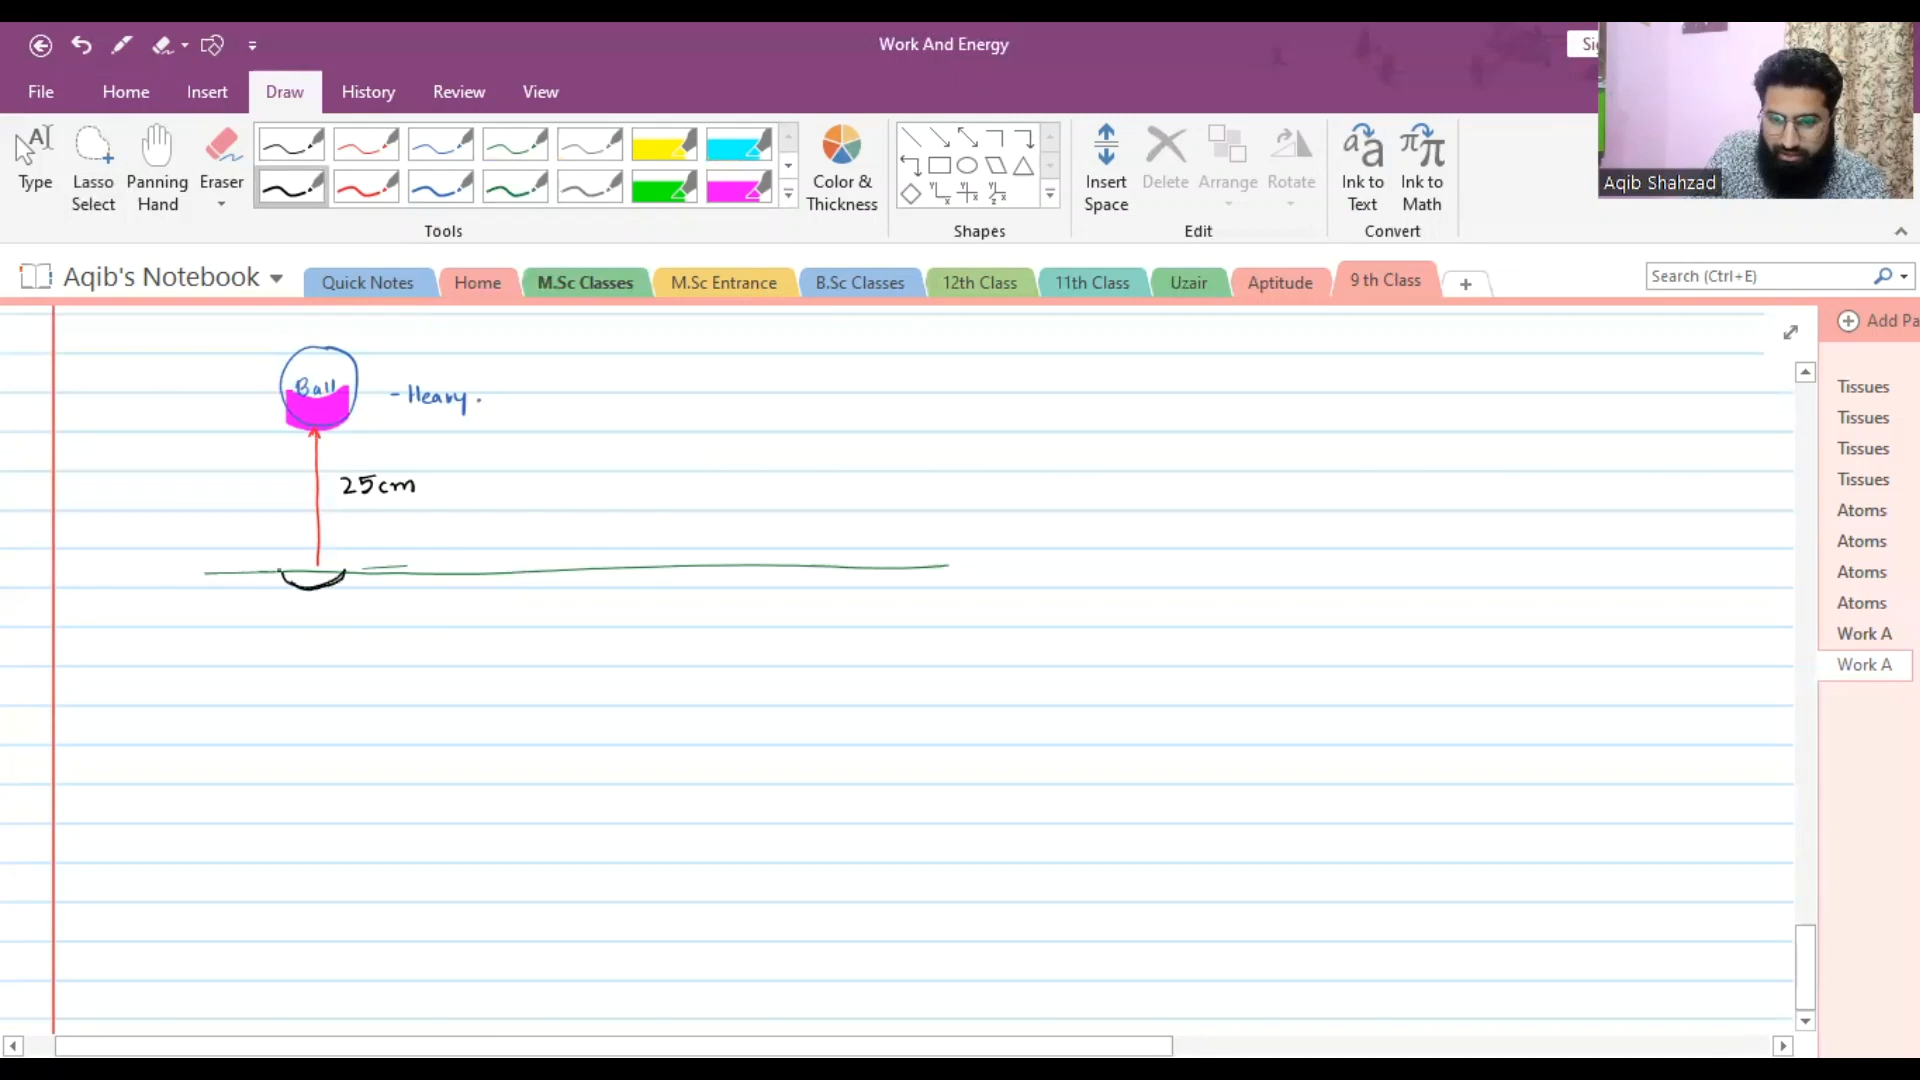 Work And Energy
File Home Insert Draw History Review View
Type
Lasso Select
Panning Hand
Eraser
Color & Thickness
Insert Space
Delete
Arrange
Rotate
Ink to Text
Ink to Math
Tools
Shapes
Edit
Convert
Aqib Shahzad
Aqib's Notebook
Quick Notes Home M.Sc Classes M.Sc Entrance B.Sc Classes 12th Class 11th Class Uzair Aptitude 9 th Class +
Search (Ctrl+E)
Add Pa
Ball
- Heavy.
25cm
Tissues
Tissues
Tissues
Tissues
Atoms
Atoms
Atoms
Atoms
Work A
Work A